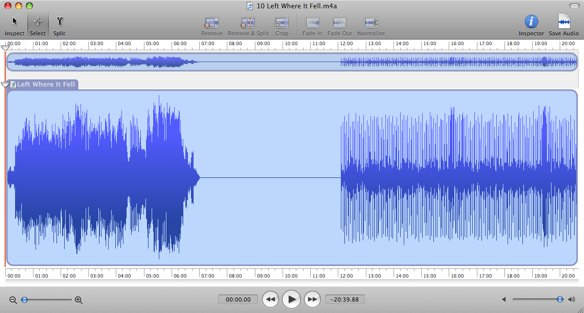 10 Left Where It Fell.m4a
Inspect Select Split Remove Remove & Split Crop Fade In Fade Out Normalize Inspector Save Audio
00:00 01:00 02:00 03:00 04:00 05:00 06:00 07:00 08:00 09:00 10:00 11:00 12:00 13:00 14:00 15:00 16:00 17:00 18:00 19:00 20:00
Left Where It Fell
00:00 01:00 02:00 03:00 04:00 05:00 06:00 07:00 08:00 09:00 10:00 11:00 12:00 13:00 14:00 15:00 16:00 17:00 18:00 19:00 20:00
00:00.00 -20:39.88